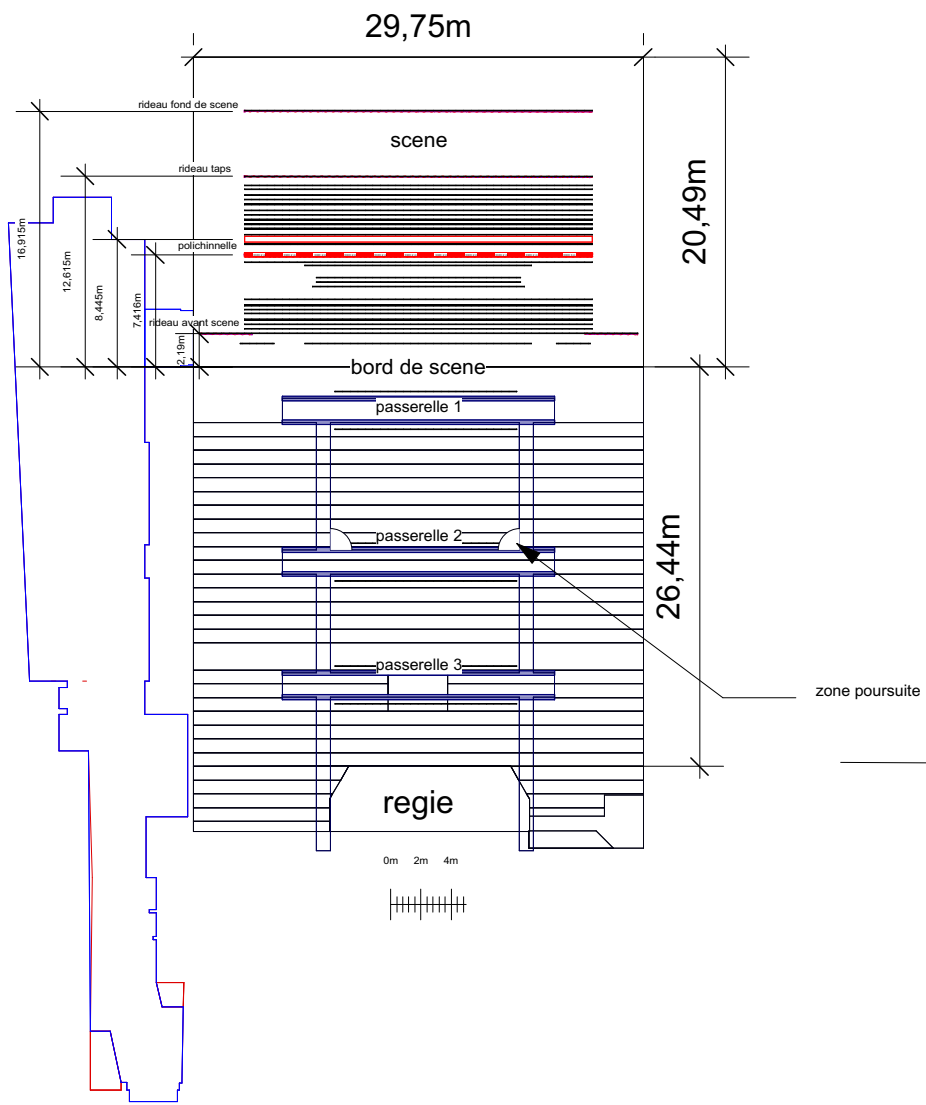 29,75m
rideau fond de scene
scene
rideau taps
20,49m
16,915m
12,615m
8,445m
7,416m
2,19m
polichinnelle
rideau avant scene
bord de scene
passerelle 1
passerelle 2
26,44m
passerelle 3
zone poursuite
regie
0m 2m 4m